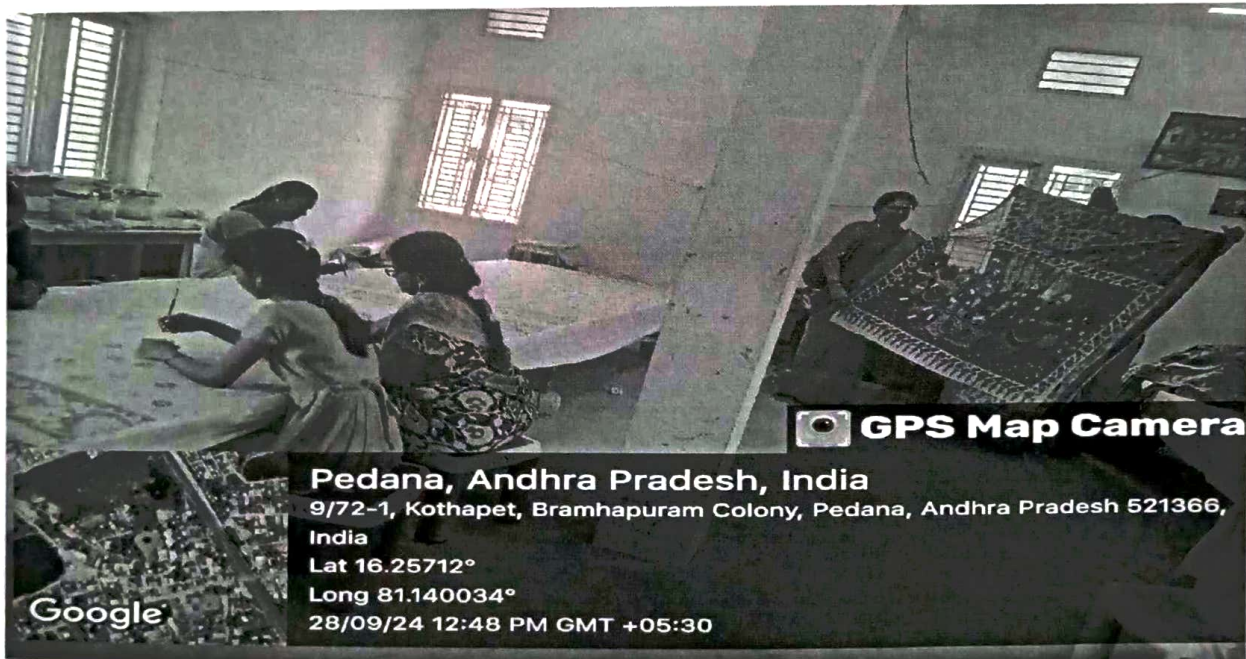 GPS Map Camera
Pedana, Andhra Pradesh, India
9/72-1, Kothapet, Bramhapuram Colony, Pedana, Andhra Pradesh 521366,
India
Lat 16.25712°
Long 81.140034°
28/09/24 12:48 PM GMT +05:30
Google